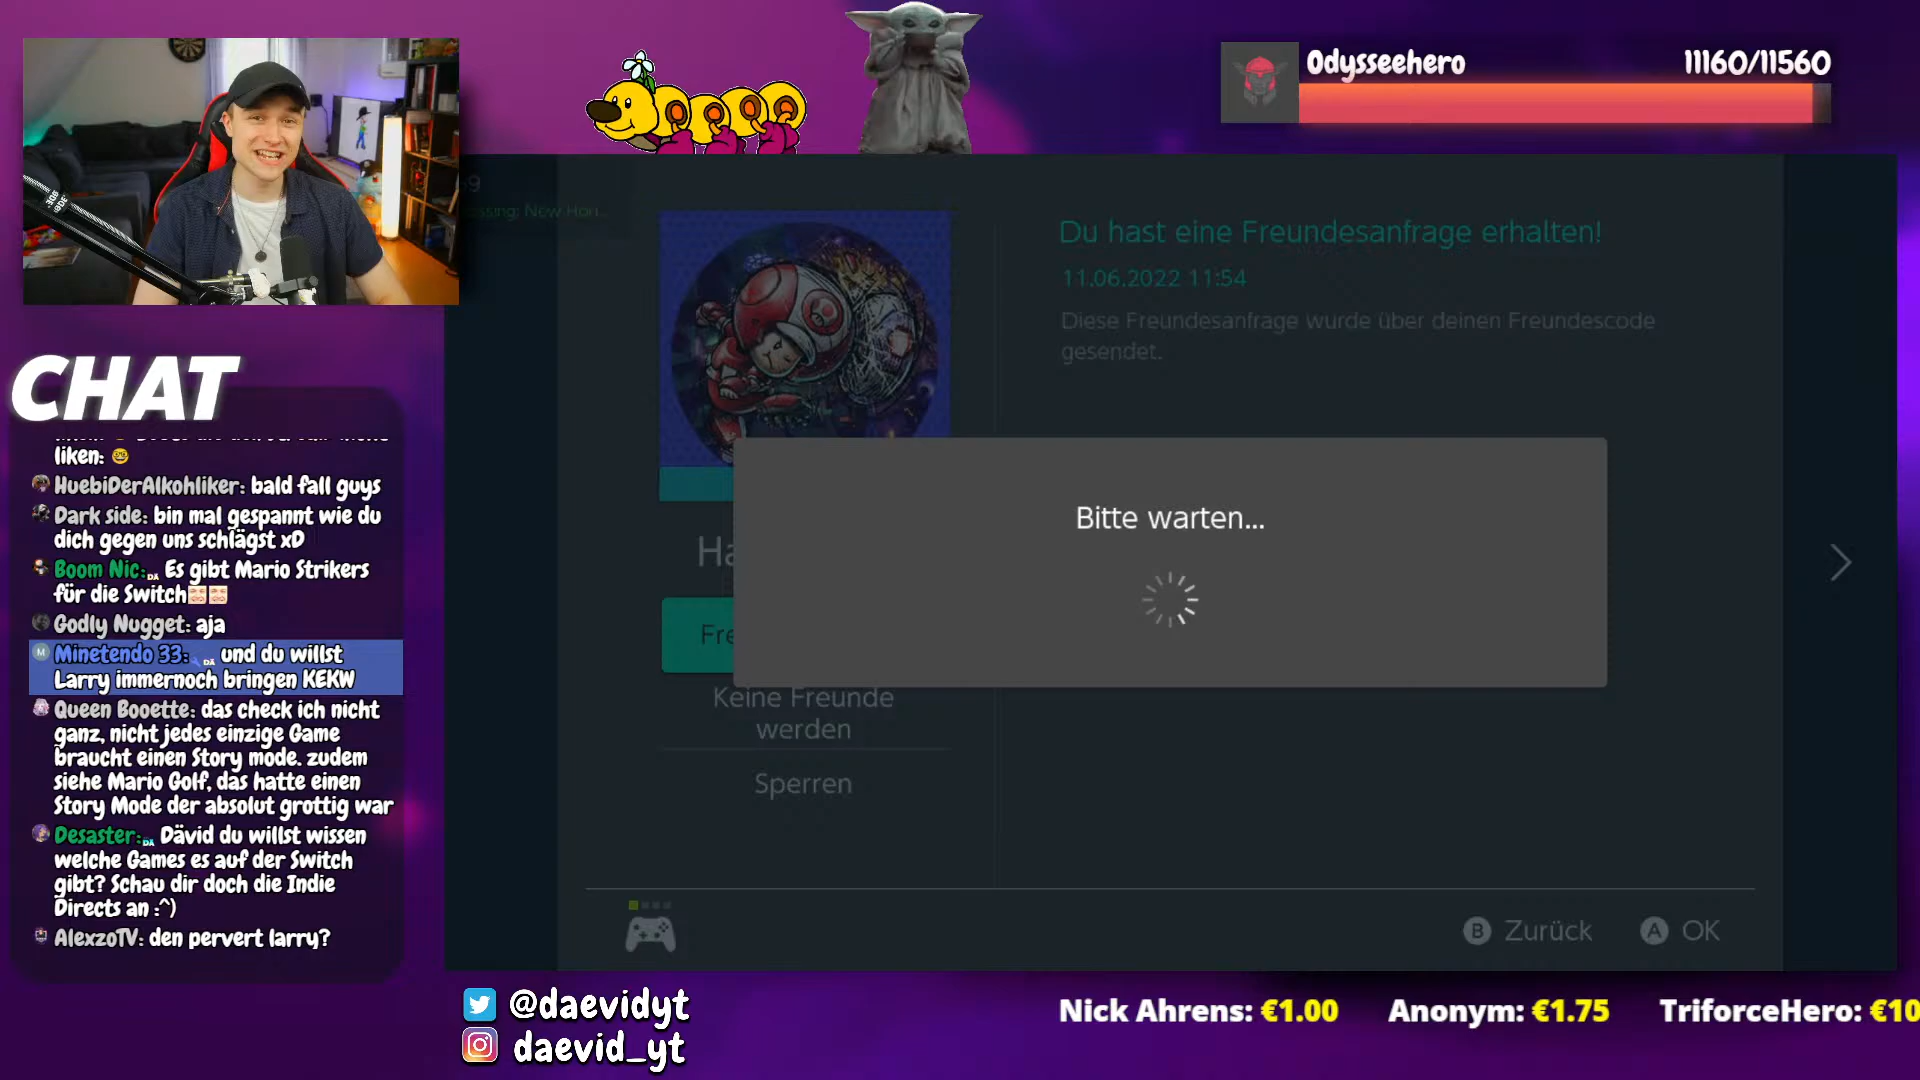 Odysseehero
11160/11560
Du hast eine Freundesanfrage erhalten!
11.06.2022 11:54
Diese Freundesanfrage wurde über deinen Freundescode
gesendet.
Bitte warten...
Keine Freunde
werden
Sperren
B Zurück
A OK
CHAT
liken:
HuebiDerAlkohliker: bald fall guys
Dark side: bin mal gespannt wie du
dich gegen uns schlägst xD
Boom Nic: DÄ Es gibt Mario Strikers
für die Switch
Godly Nugget: aja
M Minetendo 33: DÄ und du willst
Larry immernoch bringen KEKW
Queen Booette: das check ich nicht
ganz, nicht jedes einzige Game
braucht einen Story mode. zudem
siehe Mario Golf, das hatte einen
Story Mode der absolut grottig war
Desaster: DÄ Dävid du willst wissen
welche Games es auf der Switch
gibt? Schau dir doch die Indie
Directs an :^)
AlexzoTV: den pervert larry?
@daevidyt
daevid_yt
Nick Ahrens: €1.00 Anonym: €1.75 TriforceHero: €10